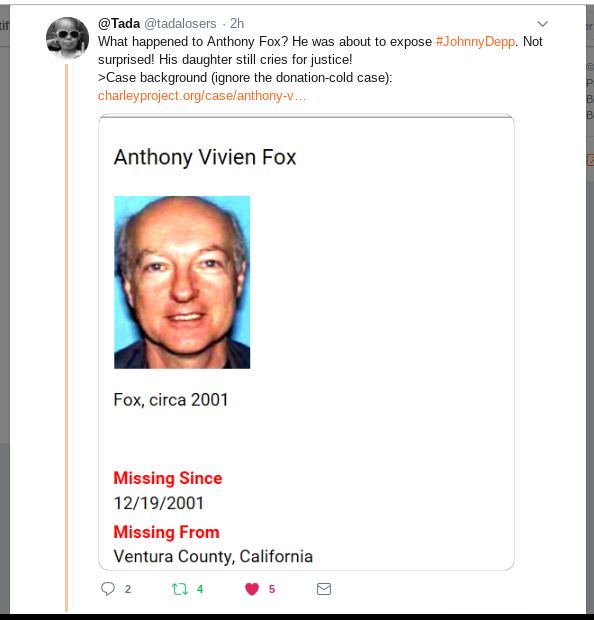 @Tada @tadalosers · 2h
What happened to Anthony Fox? He was about to expose #JohnnyDepp. Not
surprised! His daughter still cries for justice!
>Case background (ignore the donation-cold case):
charleyproject.org/case/anthony-v…
Anthony Vivien Fox
Fox, circa 2001
Missing Since
12/19/2001
Missing From
Ventura County, California
2 4 5